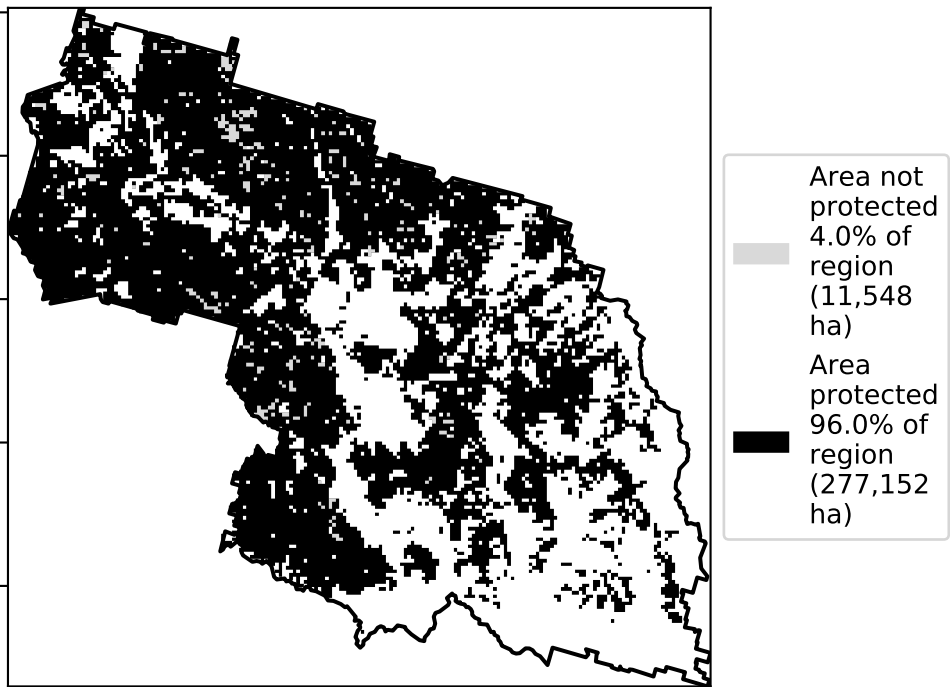 Area not
protected
4.0% of
region
(11,548
ha)
Area
protected
96.0% of
region
(277,152
ha)